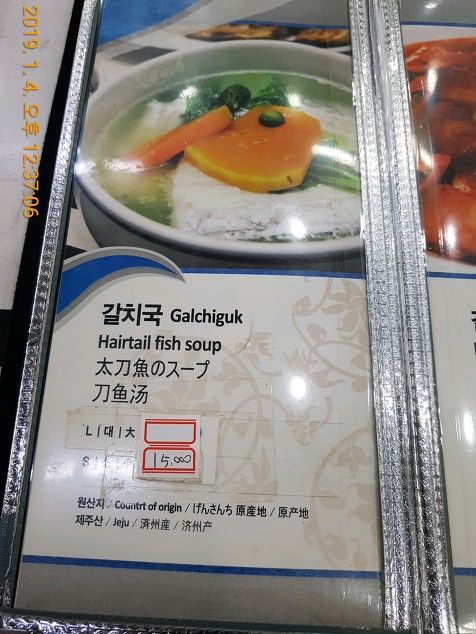 2019. 1. 4. 오후 12:37:06
갈치국 Galchiguk
Hairtail fish soup
太刀魚のスープ
刀鱼汤
L | 대 | 大
S
15,000
원산지 / Countrt of origin / げんさんち 原産地 / 原产地
제주산 / Jeju / 済州産 / 济州产